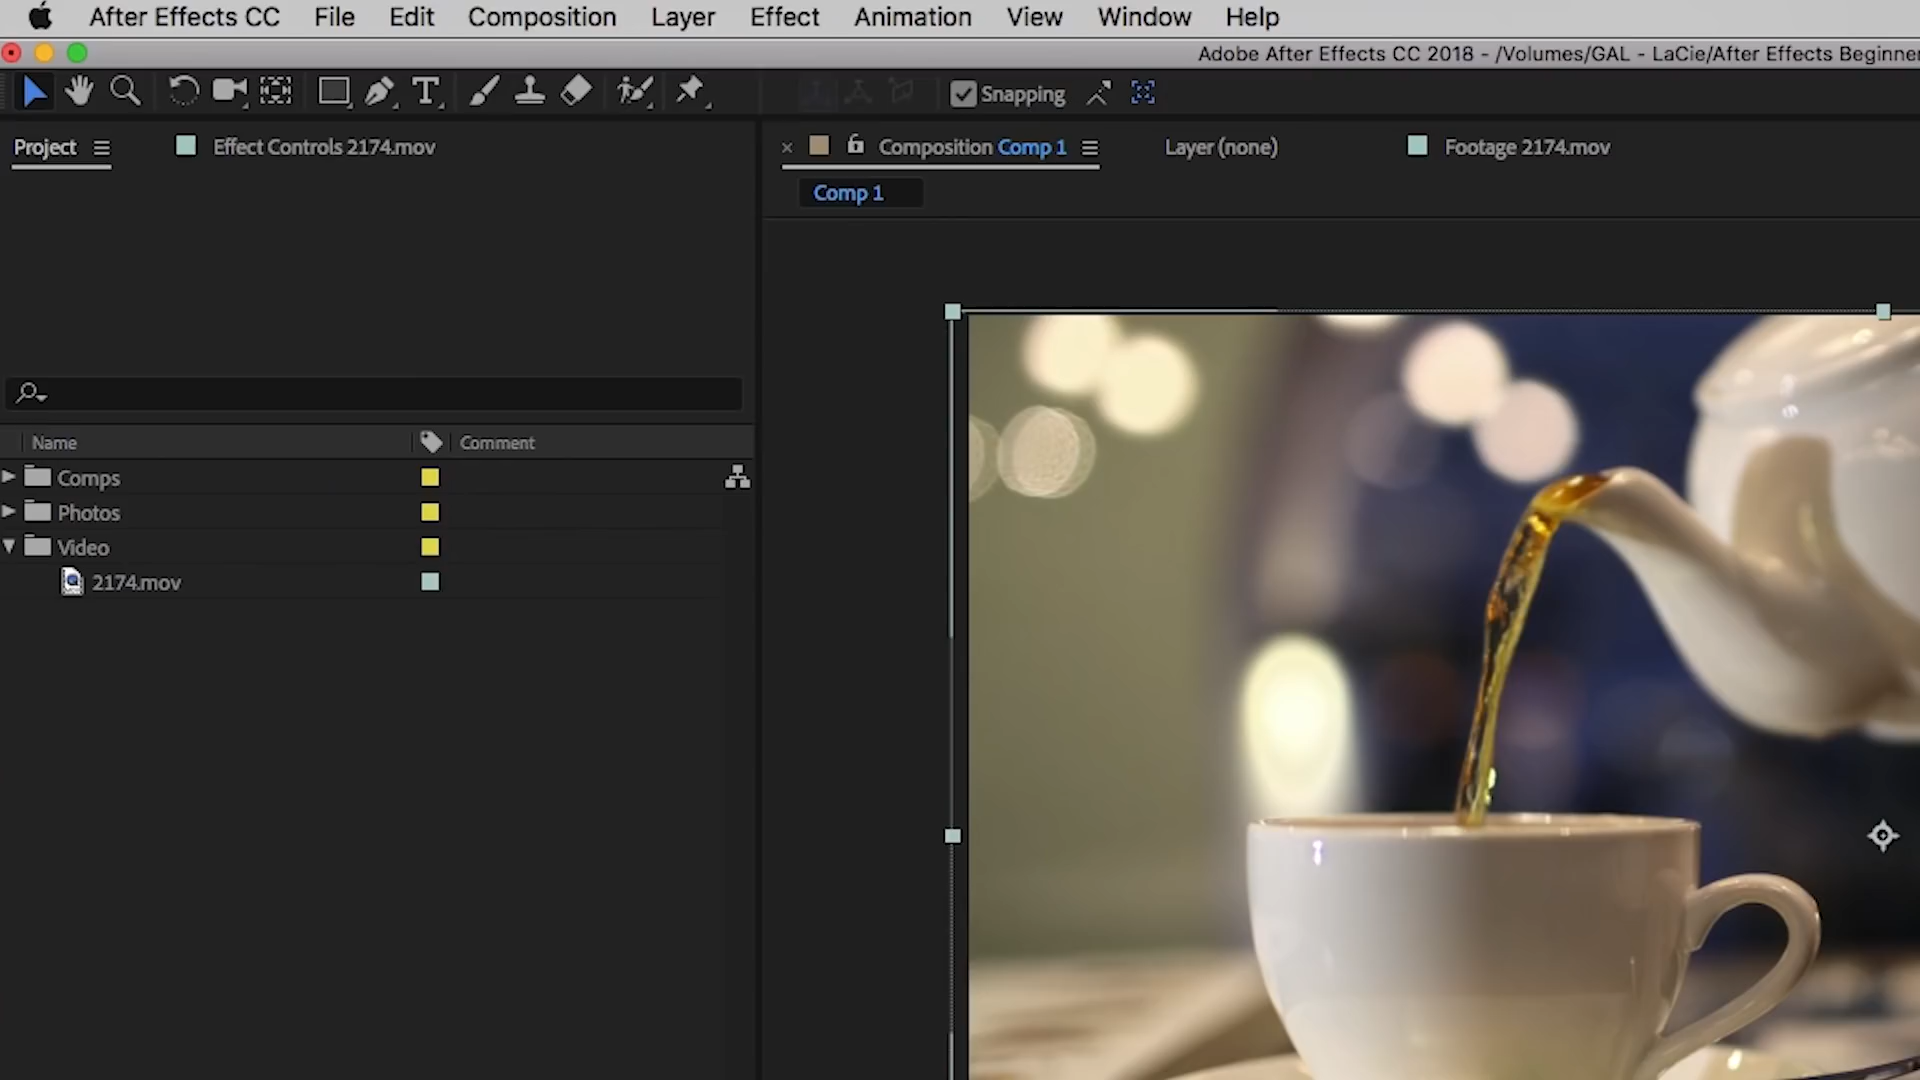 After Effects CC File Edit Composition Layer Effect Animation View Window Help
Adobe After Effects CC 2018 - /Volumes/GAL - LaCie/After Effects Beginner
Snapping
Project Effect Controls 2174.mov
Composition Comp 1 Layer (none) Footage 2174.mov
Comp 1
Name Comment
Comps
Photos
Video
2174.mov